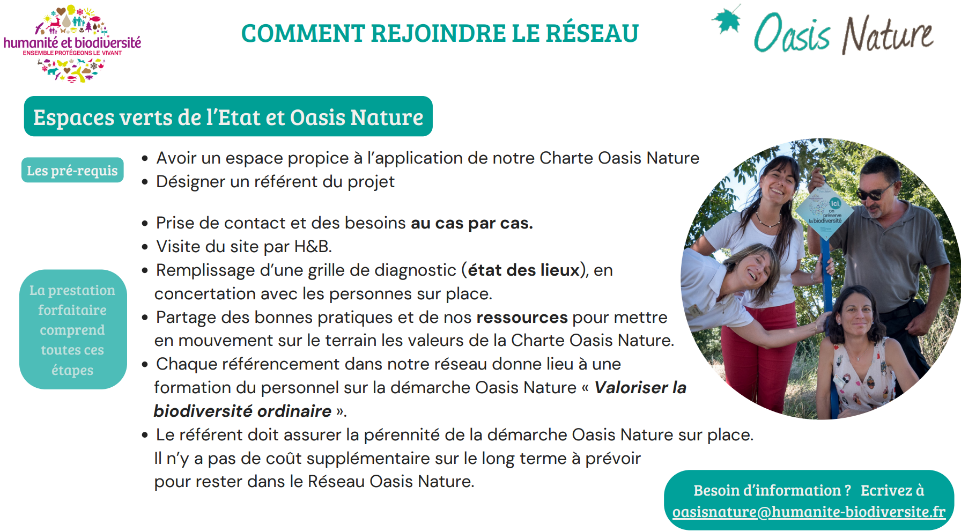 humanité et biodiversité
ENSEMBLE PROTÉGEONS LE VIVANT
COMMENT REJOINDRE LE RÉSEAU
Oasis Nature
Espaces verts de l'Etat et Oasis Nature
Les pré-requis
• Avoir un espace propice à l'application de notre Charte Oasis Nature
• Désigner un référent du projet
La prestation
forfaitaire
comprend
toutes ces
étapes
• Prise de contact et des besoins au cas par cas.
• Visite du site par H&B.
• Remplissage d'une grille de diagnostic (état des lieux), en
concertation avec les personnes sur place.
• Partage des bonnes pratiques et de nos ressources pour mettre
en mouvement sur le terrain les valeurs de la Charte Oasis Nature.
• Chaque référencement dans notre réseau donne lieu à une
formation du personnel sur la démarche Oasis Nature « Valoriser la
biodiversité ordinaire ».
• Le référent doit assurer la pérennité de la démarche Oasis Nature sur place.
Il n'y a pas de coût supplémentaire sur le long terme à prévoir
pour rester dans le Réseau Oasis Nature.
ici
on
préserve
la biodiversité
Besoin d'information ? Ecrivez à
oasisnature@humanite-biodiversite.fr